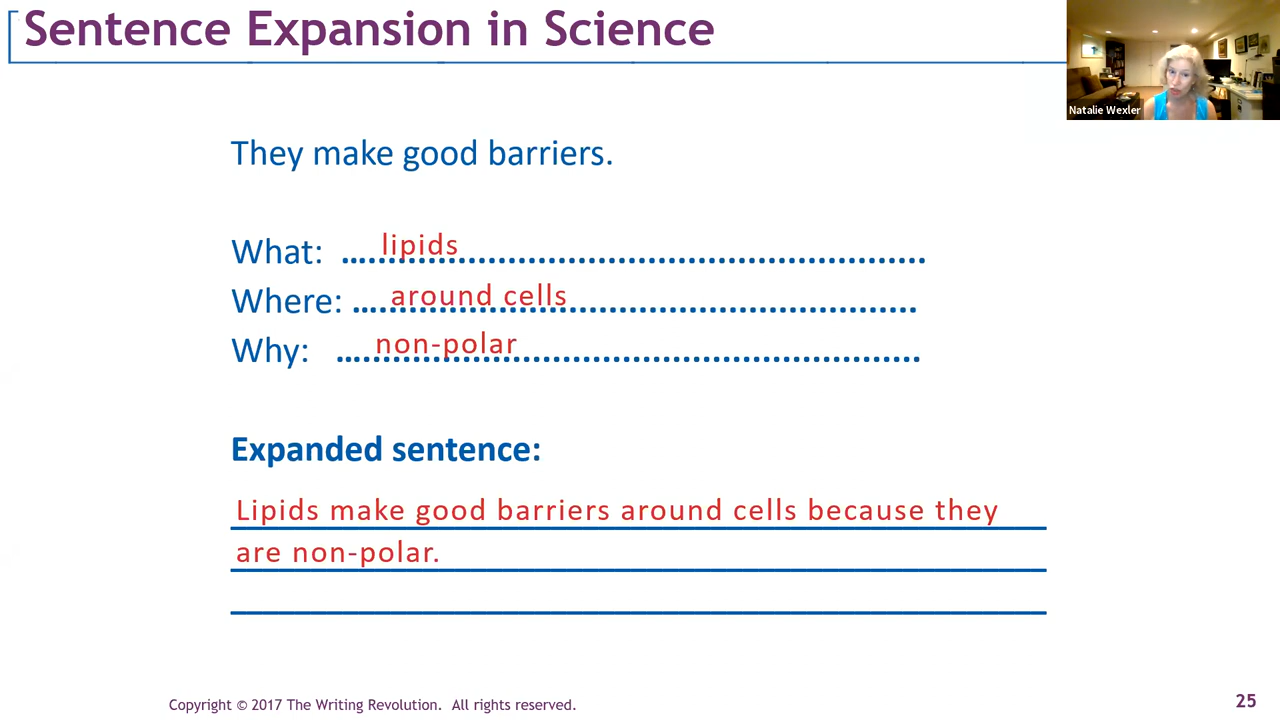 Sentence Expansion in Science
Natalie Wexler
They make good barriers.
What: ....lipids..........................................................
Where: ....around cells..................................................
Why: ....non-polar.........................................................
Expanded sentence:
Lipids make good barriers around cells because they
are non-polar.
Copyright © 2017 The Writing Revolution. All rights reserved.
25